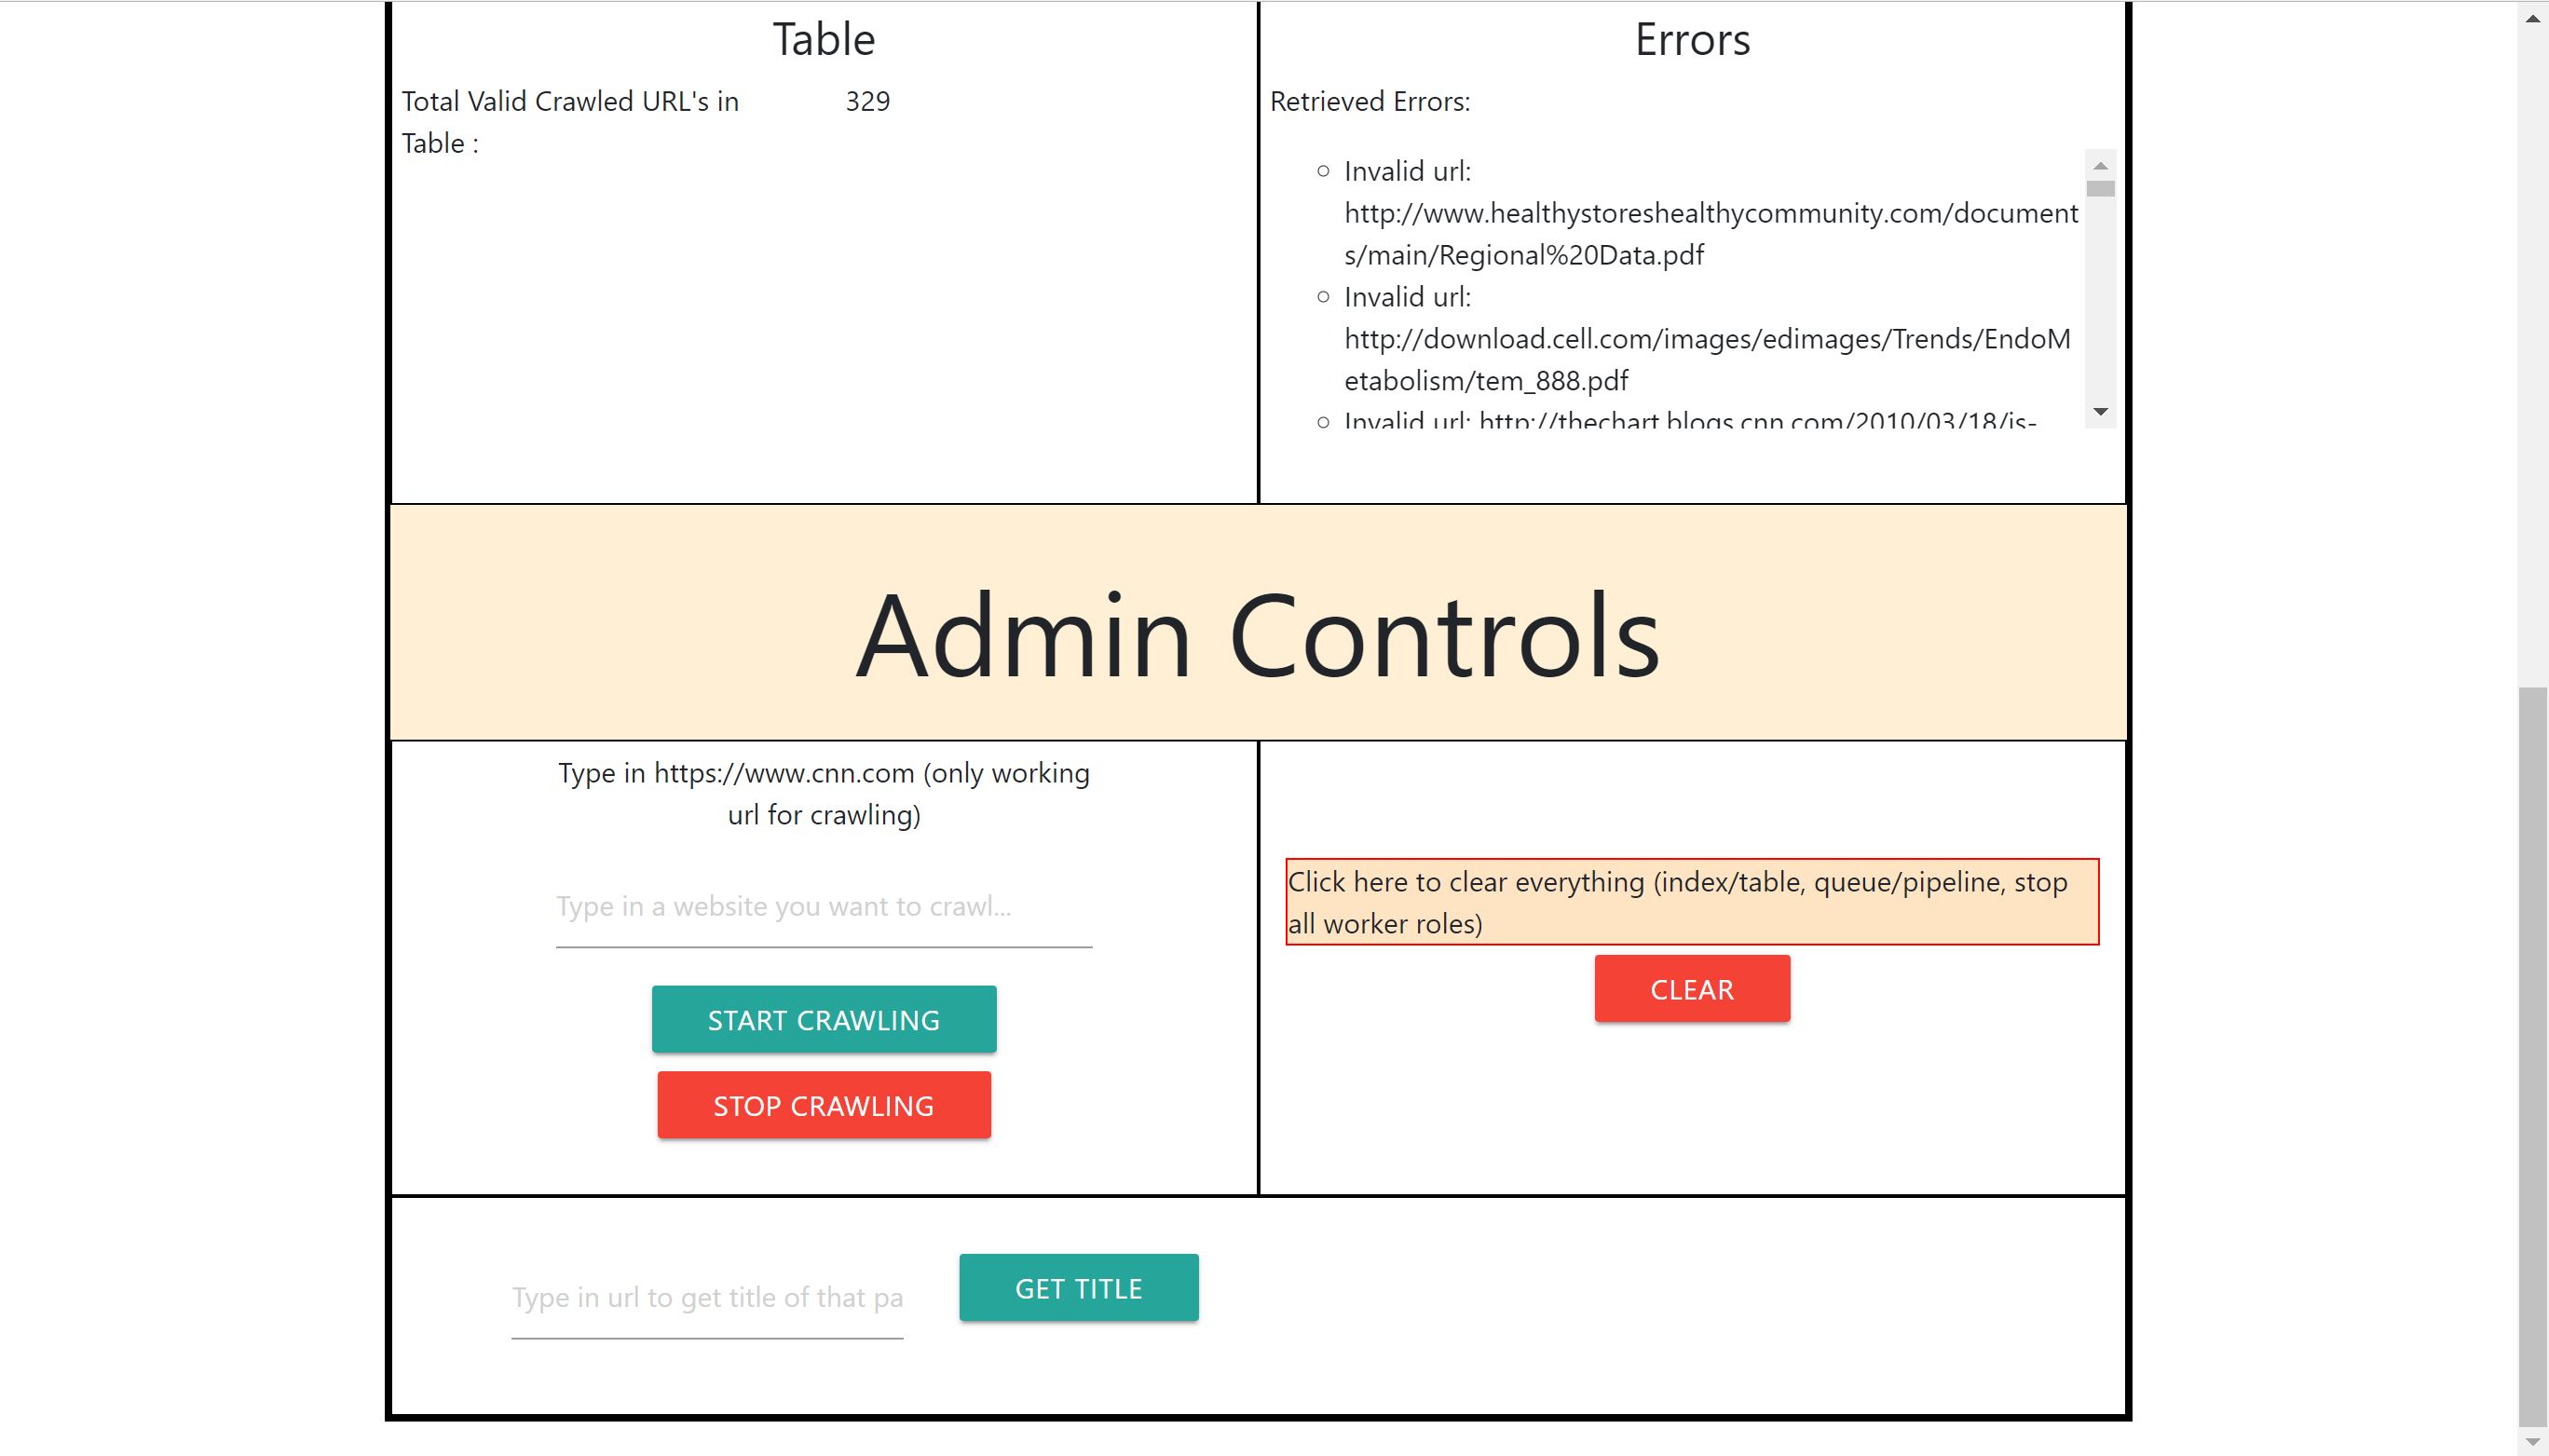 Table
Total Valid Crawled URL's in 329
Table :
Errors
Retrieved Errors:
Invalid url:
http://www.healthystoreshealthycommunity.com/document
s/main/Regional%20Data.pdf
Invalid url:
http://download.cell.com/images/edimages/Trends/EndoM
etabolism/tem_888.pdf
Invalid url: http://thechart.blogs.cnn.com/2010/03/18/is-
Admin Controls
Type in https://www.cnn.com (only working
url for crawling)
Type in a website you want to crawl...
START CRAWLING
STOP CRAWLING
Click here to clear everything (index/table, queue/pipeline, stop
all worker roles)
CLEAR
Type in url to get title of that pa
GET TITLE